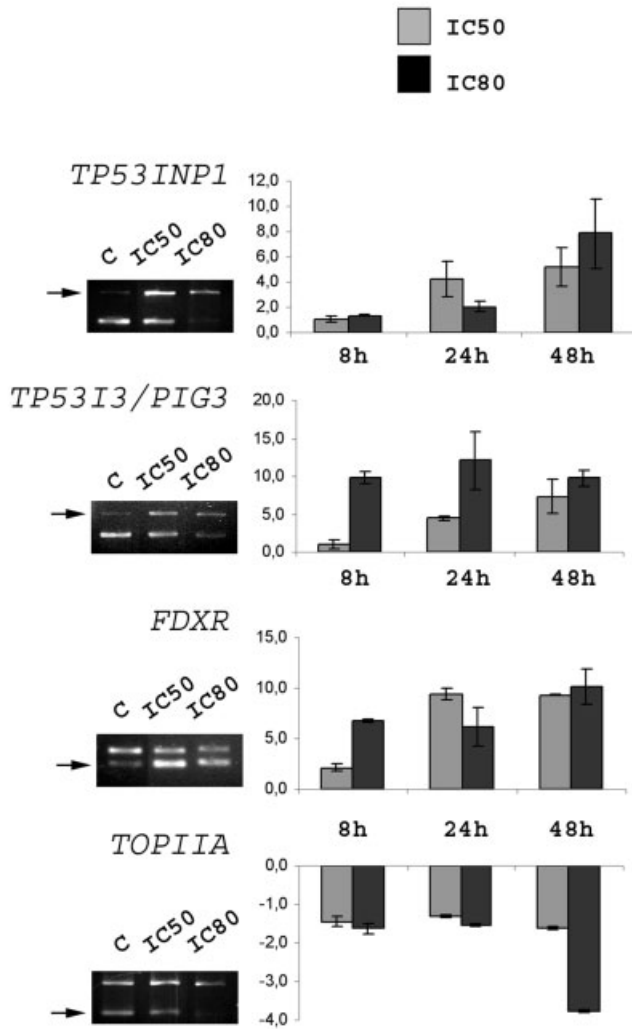 IC50
IC80
TP53INP1
C IC50 IC80
12,0
10,0
8,0
6,0
4,0
2,0
0,0
8h 24h 48h
TP53I3/PIG3
C IC50 IC80
20,0
15,0
10,0
5,0
0,0
8h 24h 48h
FDXR
C IC50 IC80
15,0
10,0
5,0
0,0
8h 24h 48h
TOPIIA
C IC50 IC80
0,0
-1,0
-2,0
-3,0
-4,0